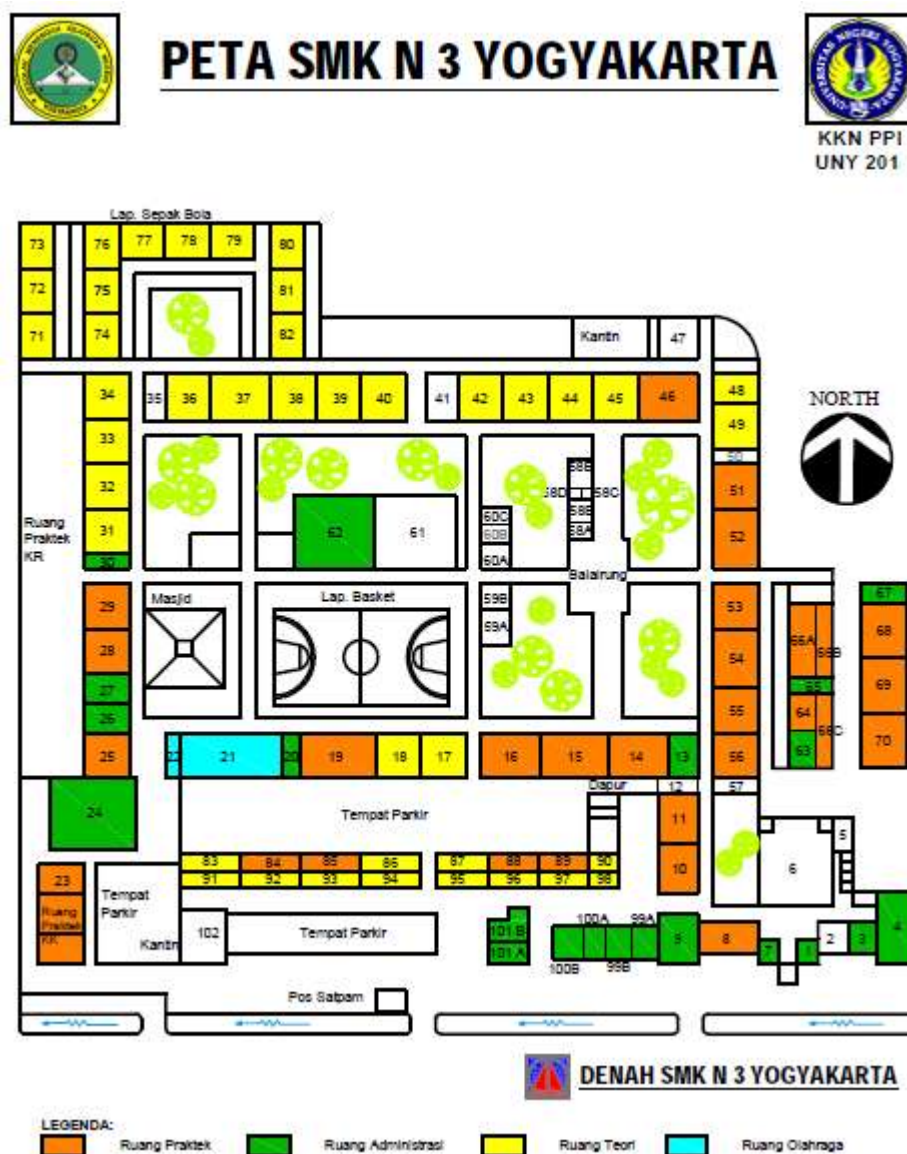 PETA SMK N 3 YOGYAKARTA
KKN PPI
UNY 201
Lap. Sepak Bola
73 76 77 78 79 80
72 75 81
71 74 82
Kantin 47
34 35 36 37 38 39 40 41 42 43 44 45 46 48
NORTH
33 49
50
32 58E 51
58D 58C
31 62 61 60C 58B 52
Ruang
Praktek
KR
60B 58A
30 60A
Balairung
29 Masjid Lap. Basket 59B 53 67
59A 66A 66B 68
28 54
27 65 69
26 55 64 66C
25 22 21 20 19 18 17 16 15 14 13 56 63 70
Dapur 12 57
24 Tempat Parkir 11 5
83 84 85 86 87 88 89 90 10 6
91 92 93 94 95 96 97 98
23 Tempat
Parkir
Ruang
Praktek
KK
Kantin 102 Tempat Parkir
101 B 100A 99A 9 8 7 1 2 3 4
101 A 100B 99B
Pos Satpam
DENAH SMK N 3 YOGYAKARTA
LEGENDA:
Ruang Praktek Ruang Administrasi Ruang Teori Ruang Olahraga